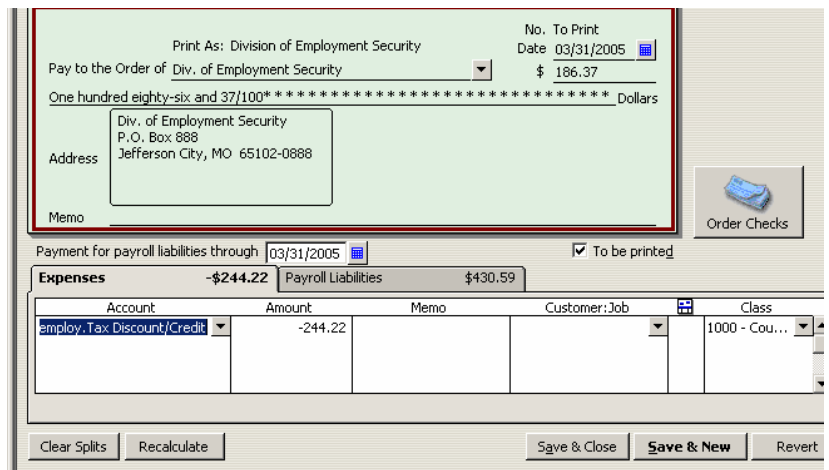 No. To Print
Print As: Division of Employment Security
Date 03/31/2005
Pay to the Order of Div. of Employment Security
$ 186.37
One hundred eighty-six and 37/100* * * * * * * * * * * * * * * * * * * * * * * * * * * * * * * * Dollars
Div. of Employment Security
P.O. Box 888
Jefferson City, MO 65102-0888
Address
Memo
Order Checks
Payment for payroll liabilities through 03/31/2005
To be printed
Expenses -$244.22 Payroll Liabilities $430.59
Account Amount Memo Customer:Job Class
employ.Tax Discount/Credit -244.22 1000 - Cou...
Clear Splits Recalculate Save & Close Save & New Revert